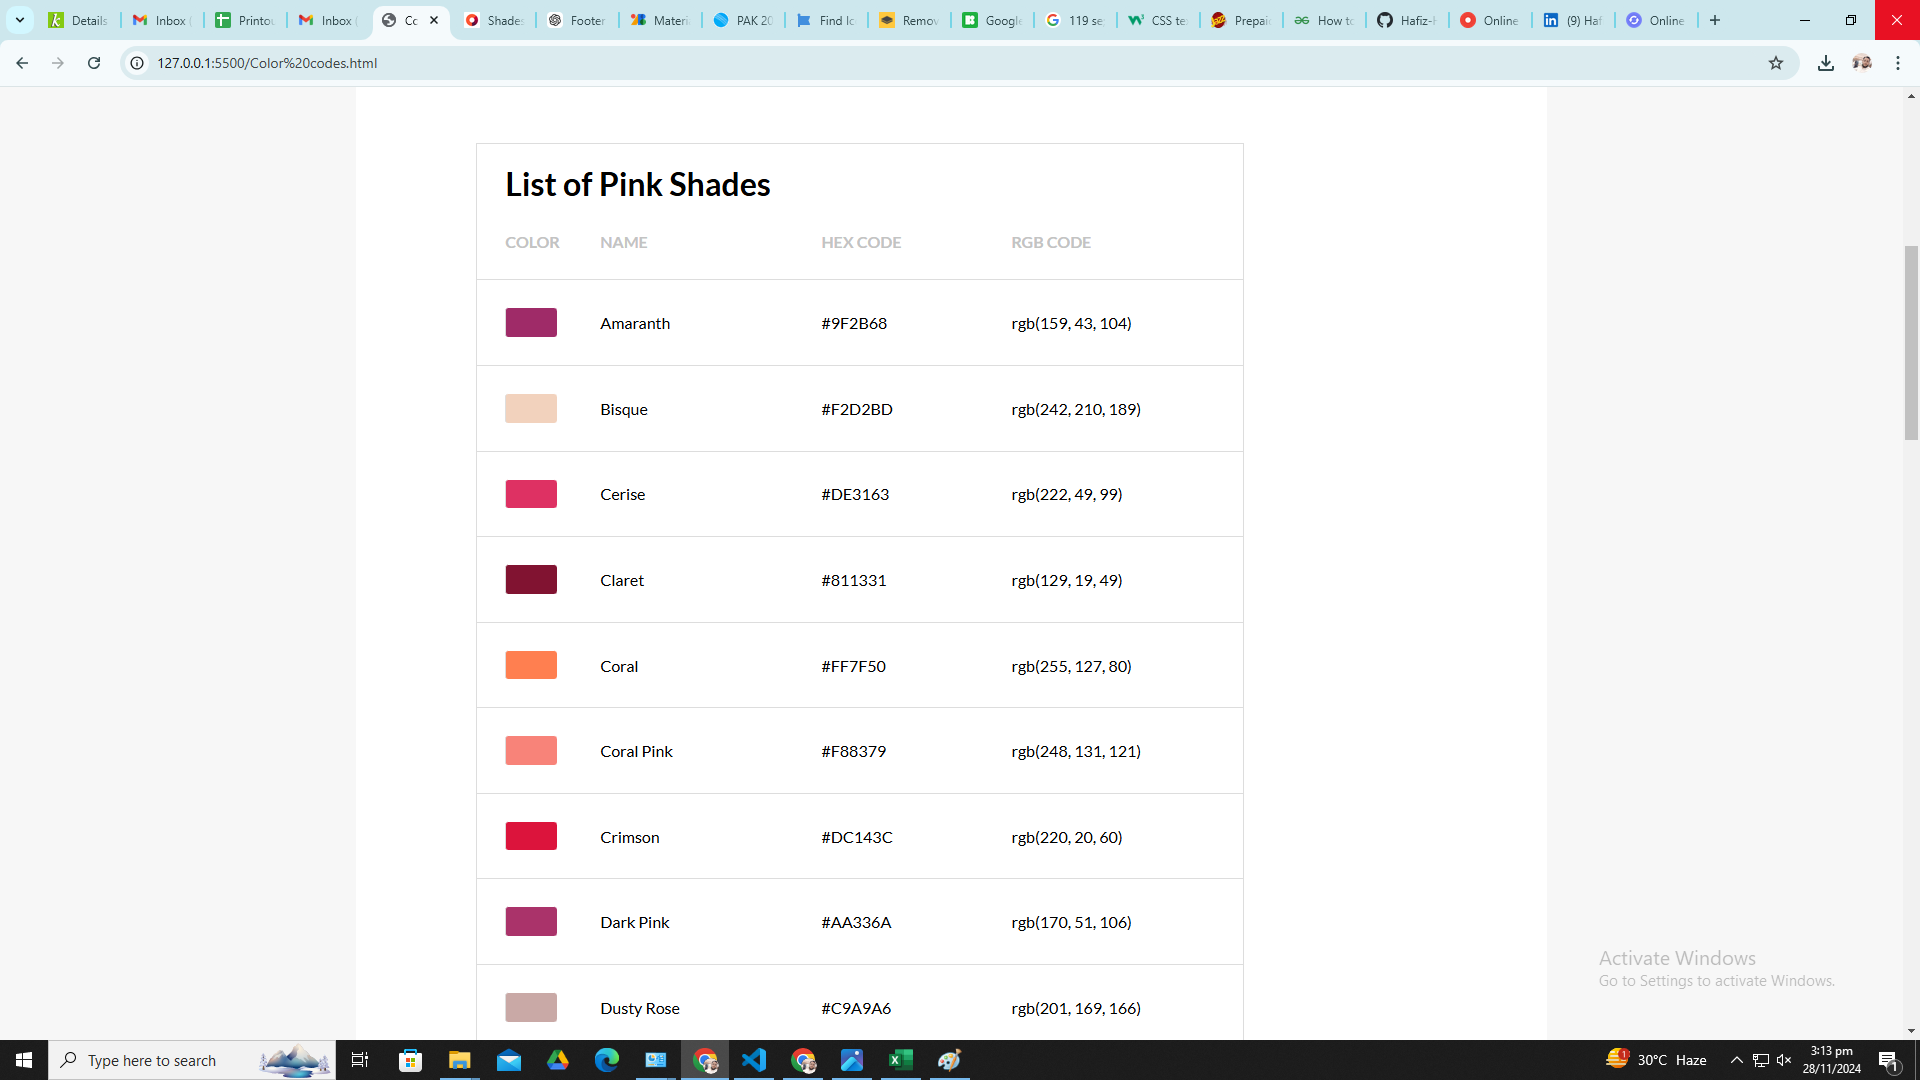 Details
Inbox (
Printou
Inbox (
Cc
Shades
Footer
Materi
PAK 20
Find Ic
Remov
Google
119 se
CSS te
Prepaid
How to
Hafiz-H
Online
(9) Haf
Online
127.0.0.1:5500/Color%20codes.html
List of Pink Shades
COLOR NAME HEX CODE RGB CODE
Amaranth #9F2B68 rgb(159, 43, 104)
Bisque #F2D2BD rgb(242, 210, 189)
Cerise #DE3163 rgb(222, 49, 99)
Claret #811331 rgb(129, 19, 49)
Coral #FF7F50 rgb(255, 127, 80)
Coral Pink #F88379 rgb(248, 131, 121)
Crimson #DC143C rgb(220, 20, 60)
Dark Pink #AA336A rgb(170, 51, 106)
Dusty Rose #C9A9A6 rgb(201, 169, 166)
Activate Windows
Go to Settings to activate Windows.
Type here to search
30°C Haze
3:13 pm
28/11/2024